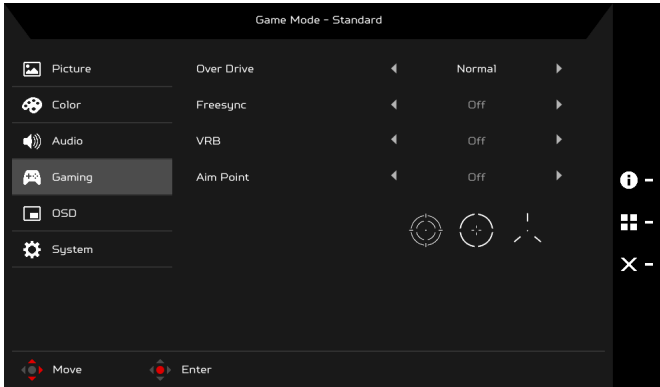 Game Mode - Standard
Picture
Over Drive Normal
Color
Freesync Off
Audio
VRB Off
Gaming
Aim Point Off
OSD
System
Move Enter